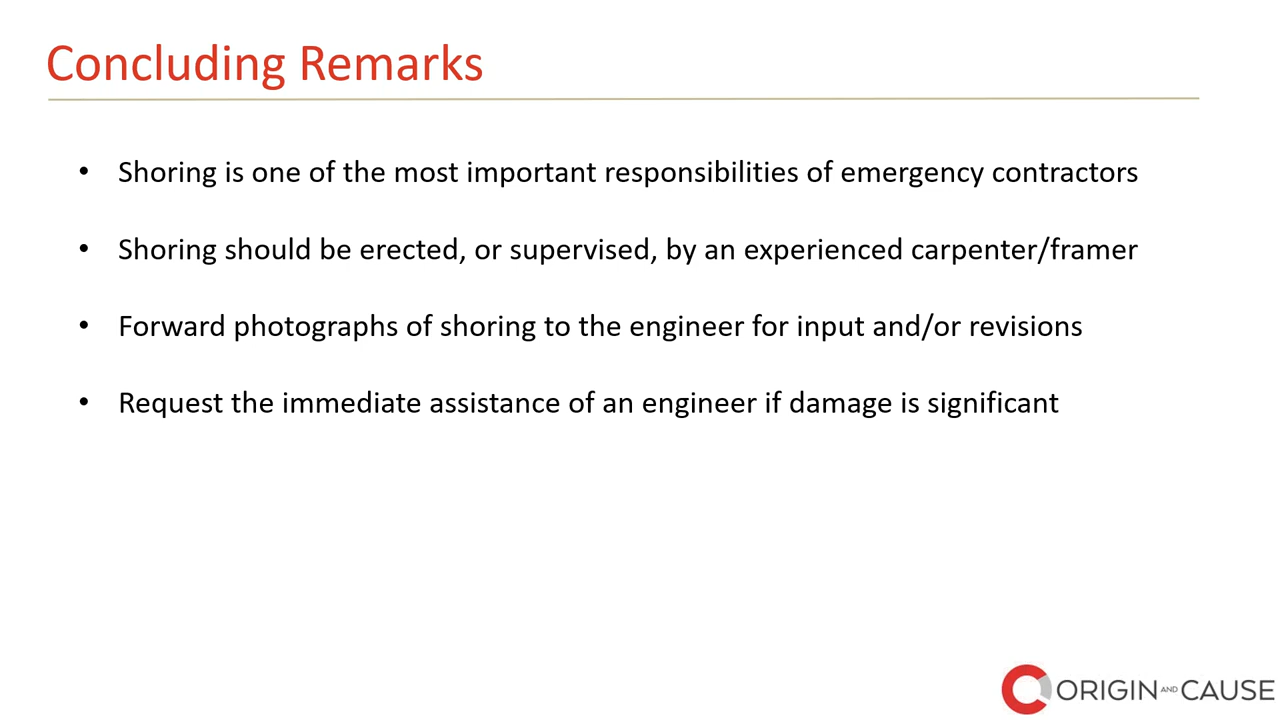 Concluding Remarks
• Shoring is one of the most important responsibilities of emergency contractors
• Shoring should be erected, or supervised, by an experienced carpenter/framer
• Forward photographs of shoring to the engineer for input and/or revisions
• Request the immediate assistance of an engineer if damage is significant
ORIGIN AND CAUSE